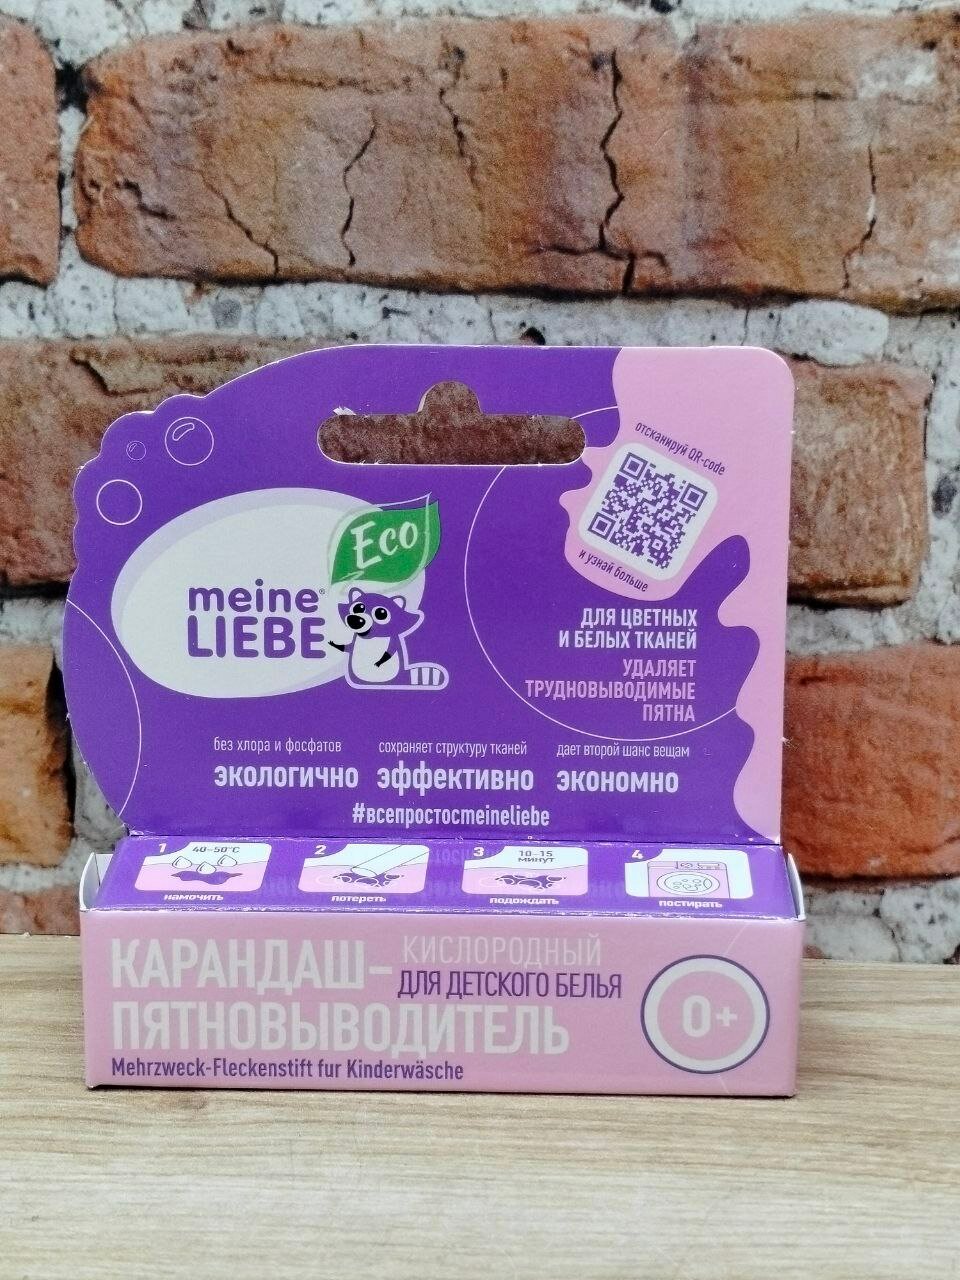 отсканируй QR-code
и узнай больше
Eco
meine®
LIEBE
ДЛЯ ЦВЕТНЫХ
И БЕЛЫХ ТКАНЕЙ
УДАЛЯЕТ
ТРУДНОВЫВОДИМЫЕ
ПЯТНА
без хлора и фосфатов
экологично
сохраняет структуру тканей
эффективно
дает второй шанс вещам
экономно
#всепростосmeineliebe
1
40-50°C
намочить
2
потереть
3
10-15
минут
подождать
4
постирать
КАРАНДАШ-
ПЯТНОВЫВОДИТЕЛЬ
КИСЛОРОДНЫЙ
ДЛЯ ДЕТСКОГО БЕЛЬЯ
Mehrzweck-Fleckenstift fur Kinderwäsche
0+